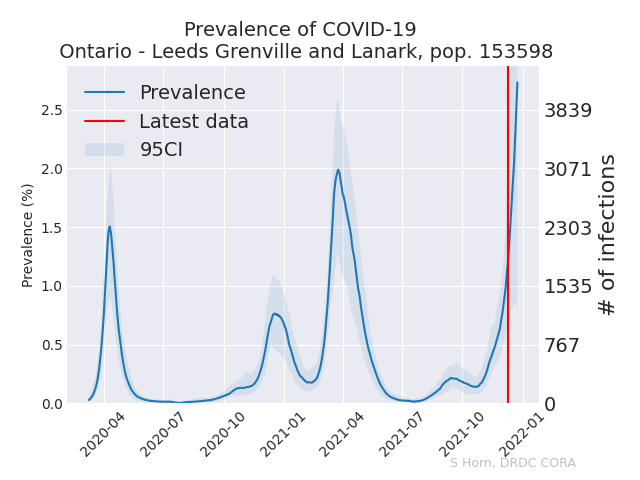 Prevalence of COVID-19
Ontario - Leeds Grenville and Lanark, pop. 153598
Prevalence
Latest data
95CI
Prevalence (%)
2.5
2.0
1.5
1.0
0.5
0.0
3839
3071
2303
1535
767
0
# of infections
2020-04
2020-07
2020-10
2021-01
2021-04
2021-07
2021-10
2022-01
S Horn, DRDC CORA